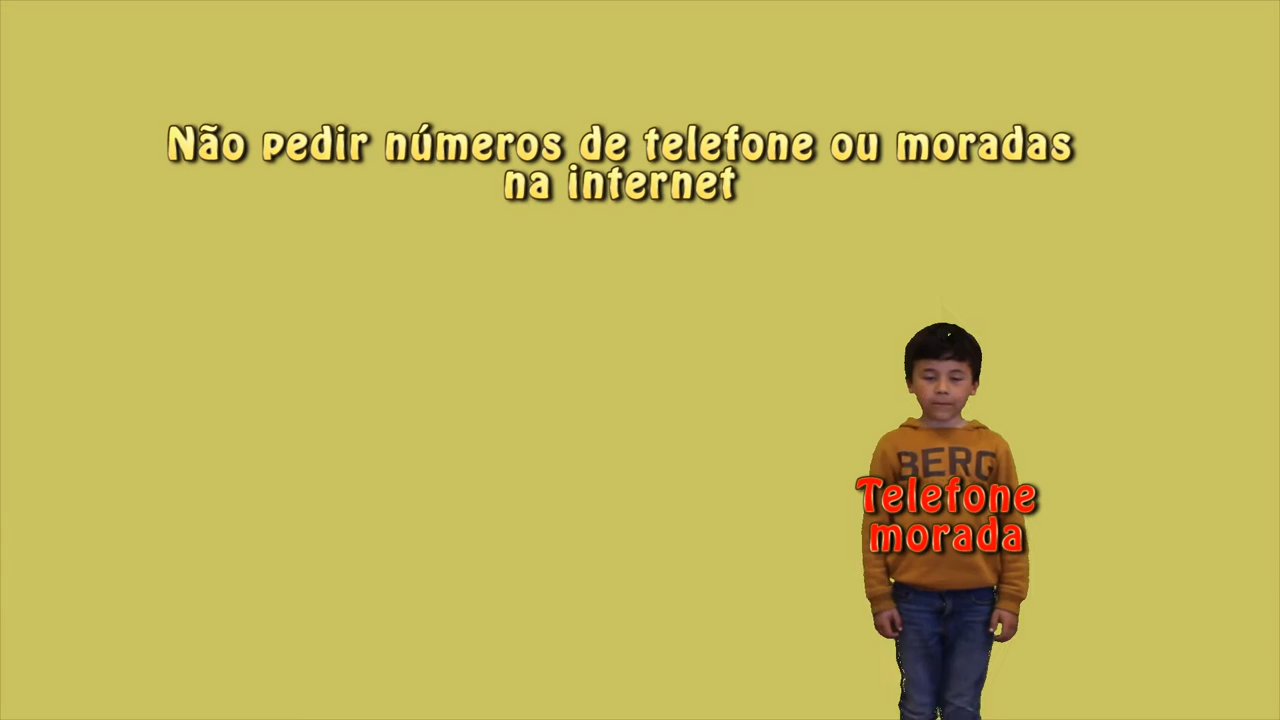 Não pedir números de telefone ou moradas
na internet
BERG
Telefone
morada